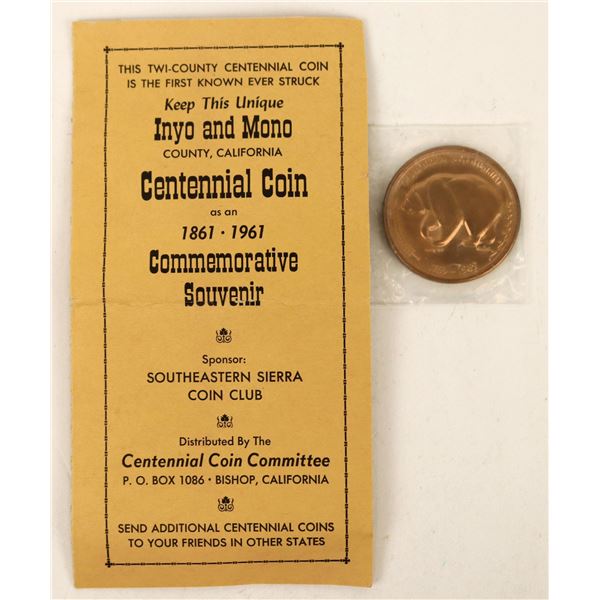 THIS TWI-COUNTY CENTENNIAL COIN
IS THE FIRST KNOWN EVER STRUCK
Keep This Unique
Inyo and Mono
COUNTY, CALIFORNIA
Centennial Coin
as an
1861 · 1961
Commemorative
Souvenir
Sponsor:
SOUTHEASTERN SIERRA
COIN CLUB
Distributed By The
Centennial Coin Committee
P. O. BOX 1086 · BISHOP, CALIFORNIA
SEND ADDITIONAL CENTENNIAL COINS
TO YOUR FRIENDS IN OTHER STATES